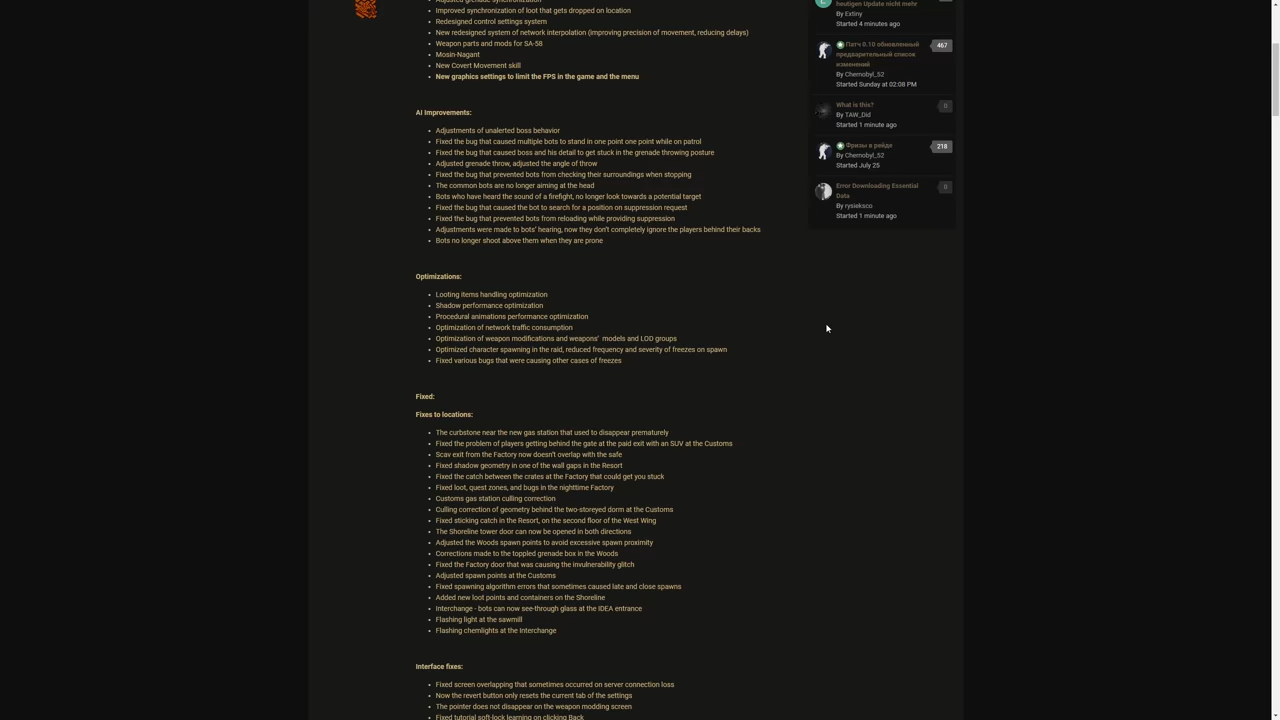 Improved synchronization of loot that gets dropped on location
Redesigned control settings system
New redesigned system of network interpolation (improving precision of movement, reducing delays)
Weapon parts and mods for SA-58
Mosin-Nagant
New Covert Movement skill
New graphics settings to limit the FPS in the game and the menu
AI Improvements:
Adjustments of unalerted boss behavior
Fixed the bug that caused multiple bots to stand in one point one point while on patrol
Fixed the bug that caused boss and his detail to get stuck in the grenade throwing posture
Adjusted grenade throw, adjusted the angle of throw
Fixed the bug that prevented bots from checking their surroundings when stopping
The common bots are no longer aiming at the head
Bots who have heard the sound of a firefight, no longer look towards a potential target
Fixed the bug that caused the bot to search for a position on suppression request
Fixed the bug that prevented bots from reloading while providing suppression
Adjustments were made to bots' hearing, now they don't completely ignore the players behind their backs
Bots no longer shoot above them when they are prone
Optimizations:
Looting items handling optimization
Shadow performance optimization
Procedural animations performance optimization
Optimization of network traffic consumption
Optimization of weapon modifications and weapons' models and LOD groups
Optimized character spawning in the raid, reduced frequency and severity of freezes on spawn
Fixed various bugs that were causing other cases of freezes
Fixed:
Fixes to locations:
The curbstone near the new gas station that used to disappear prematurely
Fixed the problem of players getting behind the gate at the paid exit with an SUV at the Customs
Scav exit from the Factory now doesn't overlap with the safe
Fixed shadow geometry in one of the wall gaps in the Resort
Fixed the catch between the crates at the Factory that could get you stuck
Fixed loot, quest zones, and bugs in the nighttime Factory
Customs gas station culling correction
Culling correction of geometry behind the two-storeyed dorm at the Customs
Fixed sticking catch in the Resort, on the second floor of the West Wing
The Shoreline tower door can now be opened in both directions
Adjusted the Woods spawn points to avoid excessive spawn proximity
Corrections made to the toppled grenade box in the Woods
Fixed the Factory door that was causing the invulnerability glitch
Adjusted spawn points at the Customs
Fixed spawning algorithm errors that sometimes caused late and close spawns
Added new loot points and containers on the Shoreline
Interchange - bots can now see-through glass at the IDEA entrance
Flashing light at the sawmill
Flashing chemlights at the Interchange
Interface fixes:
Fixed screen overlapping that sometimes occurred on server connection loss
Now the revert button only resets the current tab of the settings
The pointer does not disappear on the weapon modding screen
Fixed tutorial soft-lock learning on clicking Back
heutigen Update nicht mehr
By Extiny
Started 4 minutes ago
Патч 0.10 обновленный
предварительный список
изменений
467
By Chernobyl_52
Started Sunday at 02:08 PM
What is this?
0
By TAW_Did
Started 1 minute ago
Фризы в рейде
218
By Chernobyl_52
Started July 25
Error Downloading Essential
Data
0
By rysieksco
Started 1 minute ago